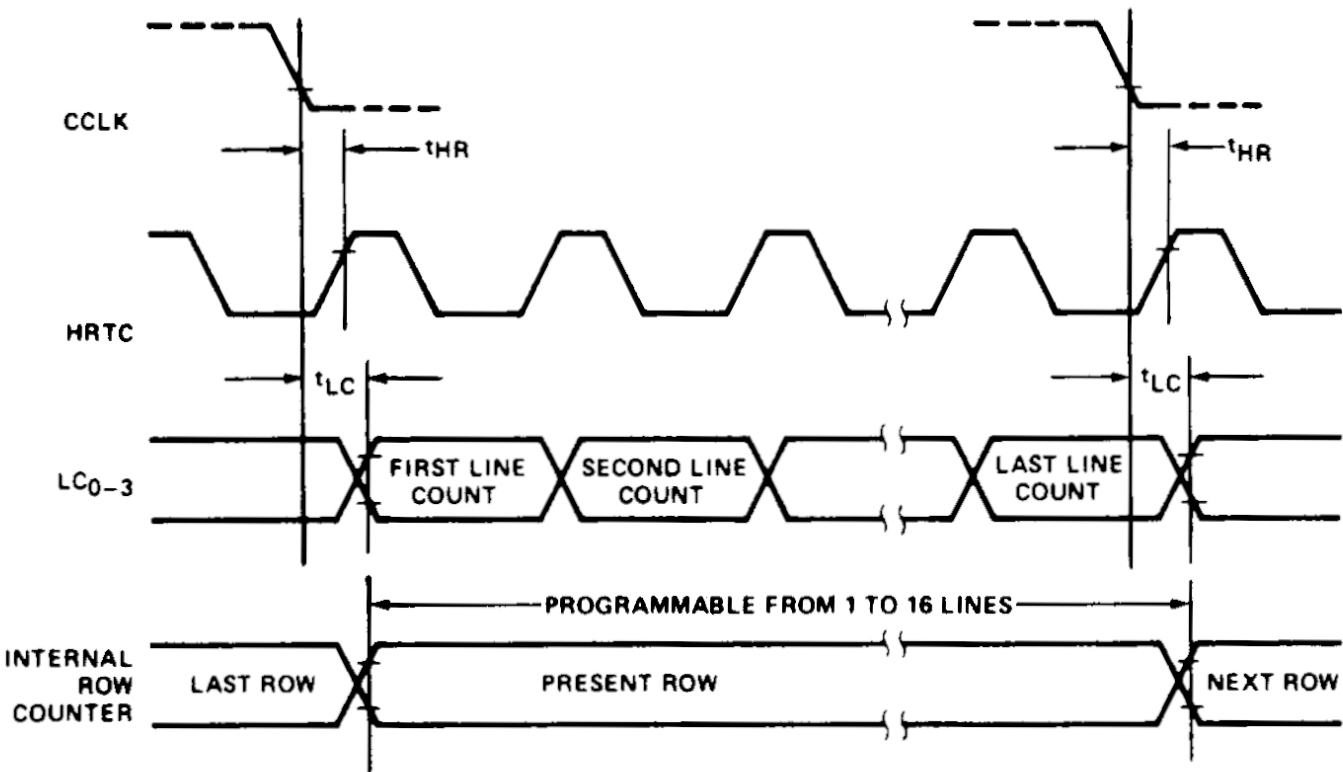 CCLK
tHR
tHR
HRTC
tLC
tLC
LC0–3
FIRST LINE
COUNT
SECOND LINE
COUNT
LAST LINE
COUNT
PROGRAMMABLE FROM 1 TO 16 LINES
INTERNAL
ROW
COUNTER
LAST ROW
PRESENT ROW
NEXT ROW